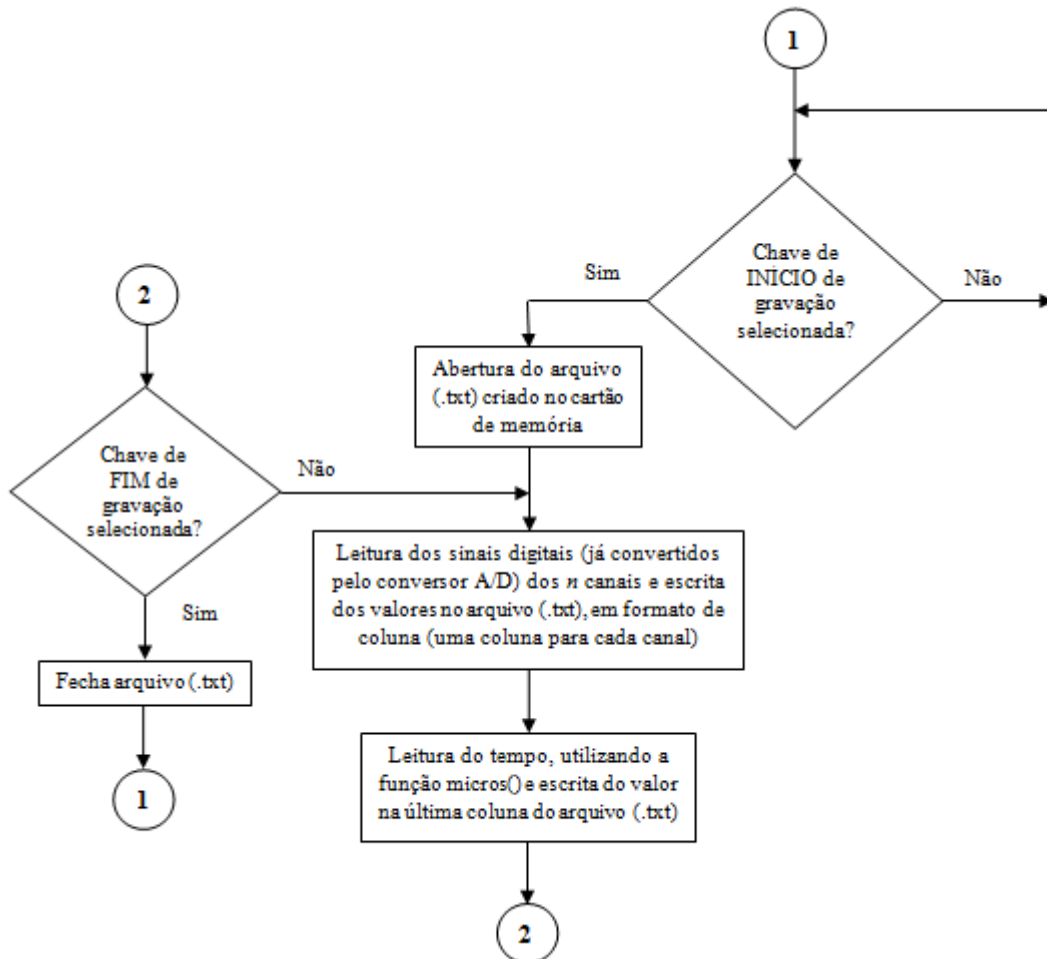 1
Chave de
INÍCIO de
gravação
selecionada?
Sim
Não
Abertura do arquivo
(.txt) criado no cartão
de memória
2
Chave de
FIM de
gravação
selecionada?
Não
Sim
Fecha arquivo (.txt)
1
Leitura dos sinais digitais (já convertidos
pelo conversor A/D) dos n canais e escrita
dos valores no arquivo (.txt), em formato de
coluna (uma coluna para cada canal)
Leitura do tempo, utilizando a
função micros() e escrita do valor
na última coluna do arquivo (.txt)
2